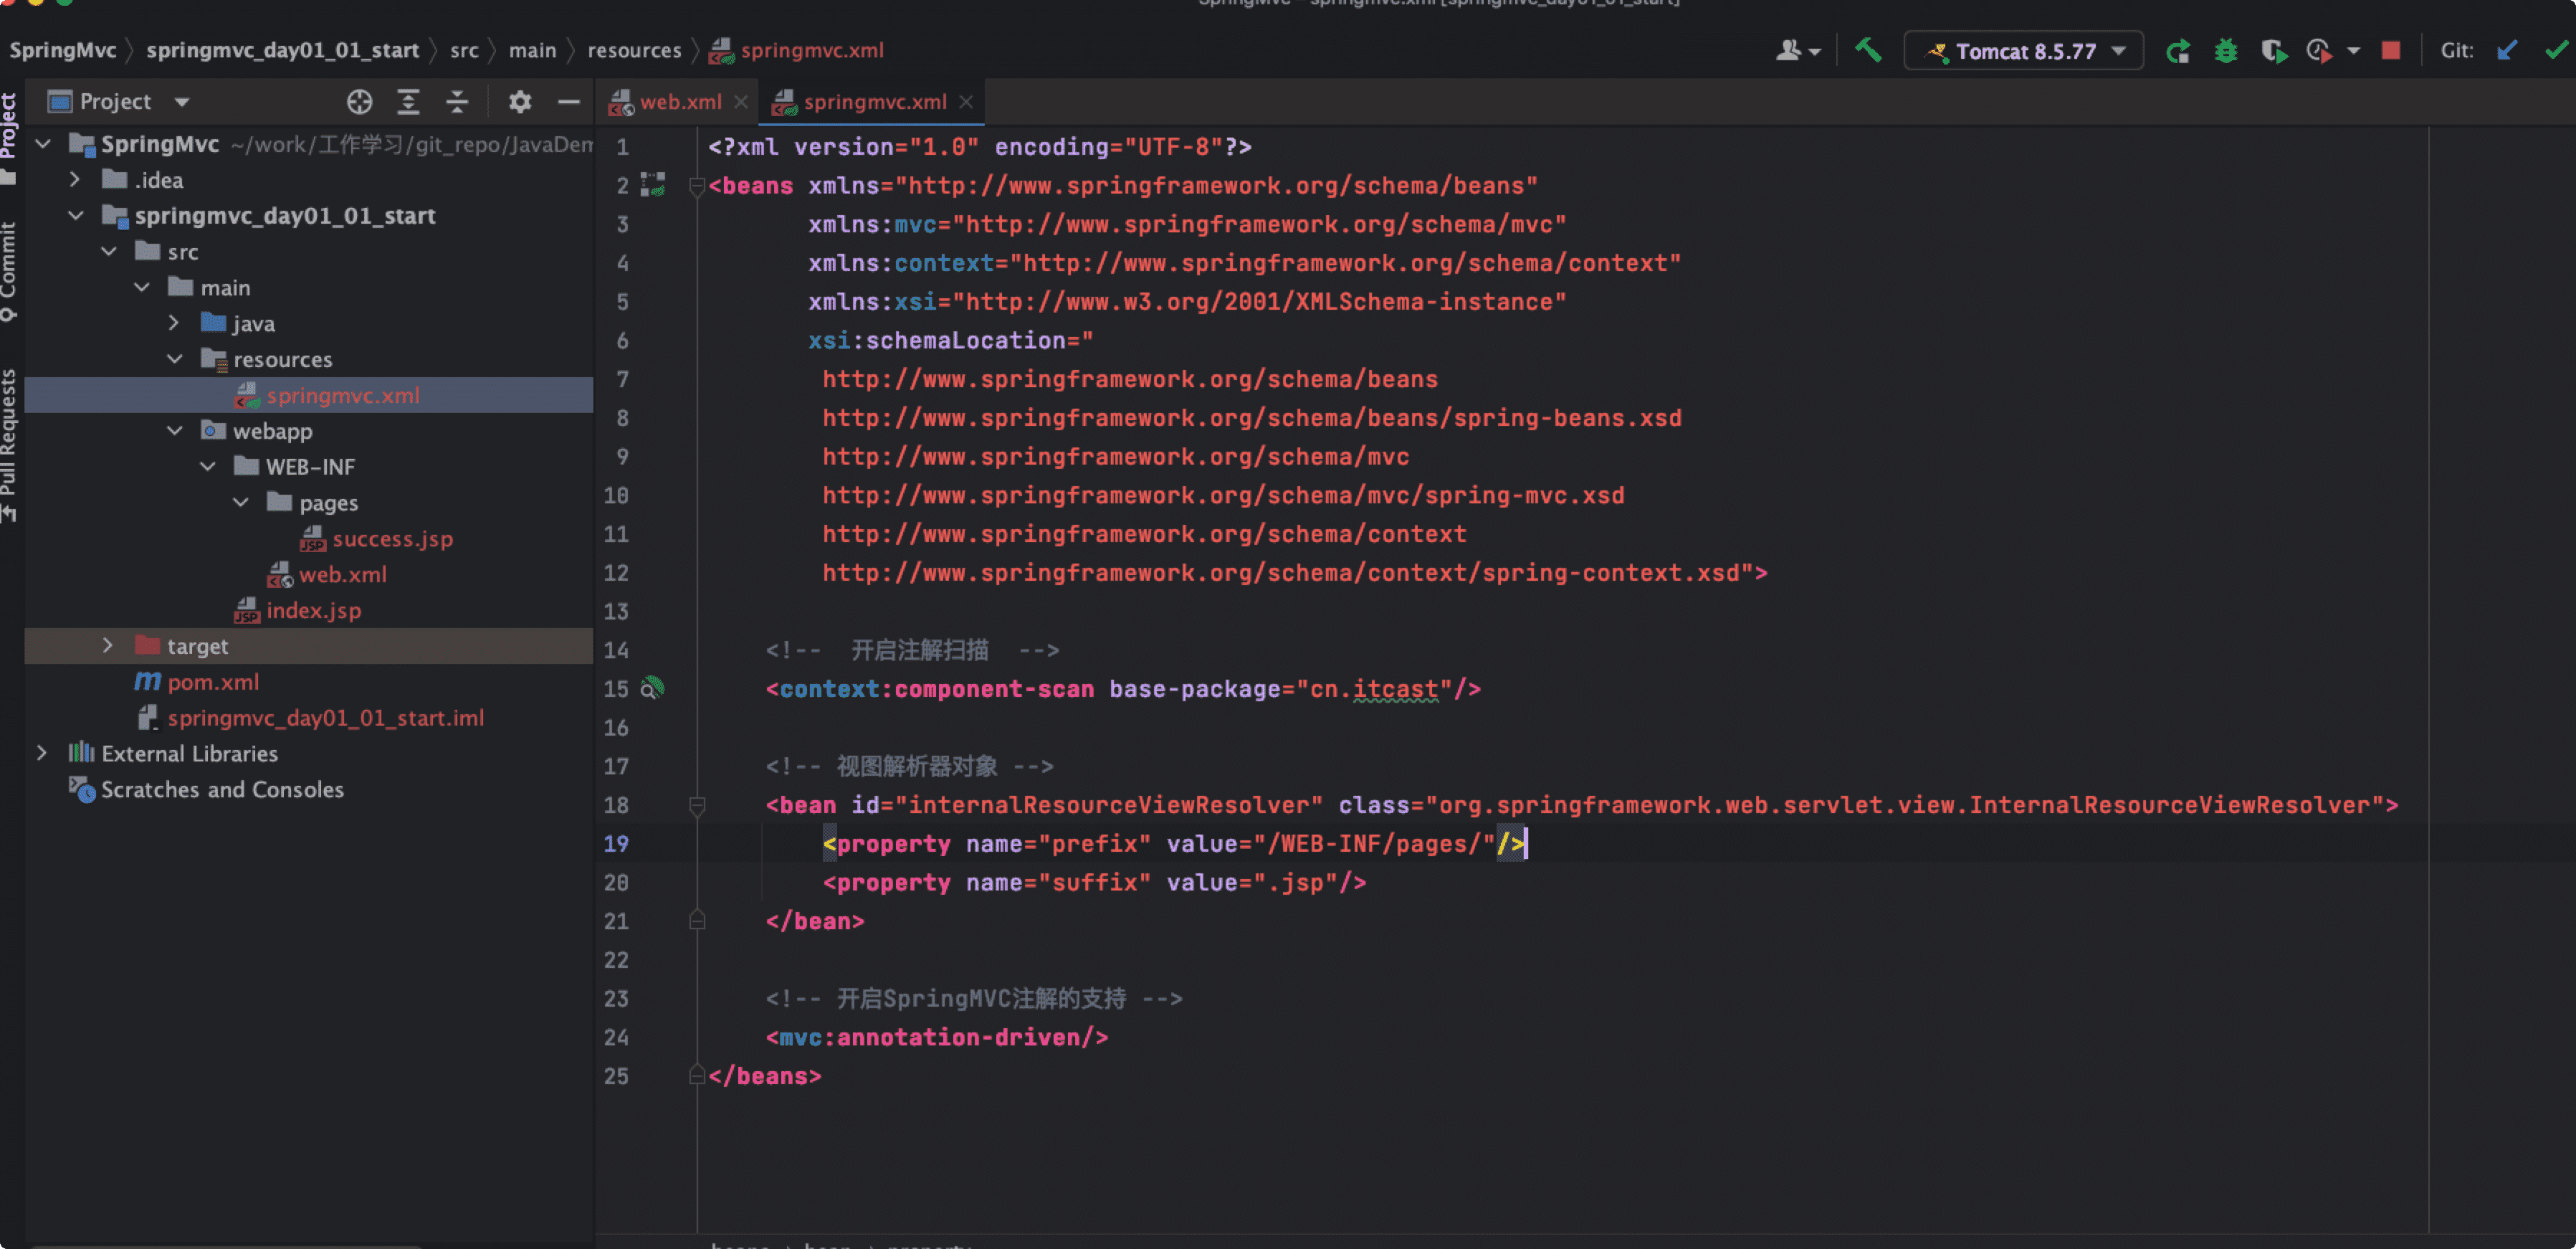 SpringMvc – springmvc.xml [springmvc_day01_01_start]
SpringMvc springmvc_day01_01_start src main resources springmvc.xml
Tomcat 8.5.77
Git:
Project
Commit
Pull Requests
Project
SpringMvc ~/work/工作学习/git_repo/JavaDem
.idea
springmvc_day01_01_start
src
main
java
resources
springmvc.xml
webapp
WEB-INF
pages
success.jsp
web.xml
index.jsp
target
pom.xml
springmvc_day01_01_start.iml
External Libraries
Scratches and Consoles
web.xml springmvc.xml
1 <?xml version="1.0" encoding="UTF-8"?>
2 <beans xmlns="http://www.springframework.org/schema/beans"
3 xmlns:mvc="http://www.springframework.org/schema/mvc"
4 xmlns:context="http://www.springframework.org/schema/context"
5 xmlns:xsi="http://www.w3.org/2001/XMLSchema-instance"
6 xsi:schemaLocation="
7 http://www.springframework.org/schema/beans
8 http://www.springframework.org/schema/beans/spring-beans.xsd
9 http://www.springframework.org/schema/mvc
10 http://www.springframework.org/schema/mvc/spring-mvc.xsd
11 http://www.springframework.org/schema/context
12 http://www.springframework.org/schema/context/spring-context.xsd">
13
14 <!-- 开启注解扫描 -->
15 <context:component-scan base-package="cn.itcast"/>
16
17 <!-- 视图解析器对象 -->
18 <bean id="internalResourceViewResolver" class="org.springframework.web.servlet.view.InternalResourceViewResolver">
19 <property name="prefix" value="/WEB-INF/pages/"/>
20 <property name="suffix" value=".jsp"/>
21 </bean>
22
23 <!-- 开启SpringMVC注解的支持 -->
24 <mvc:annotation-driven/>
25 </beans>
beans bean property